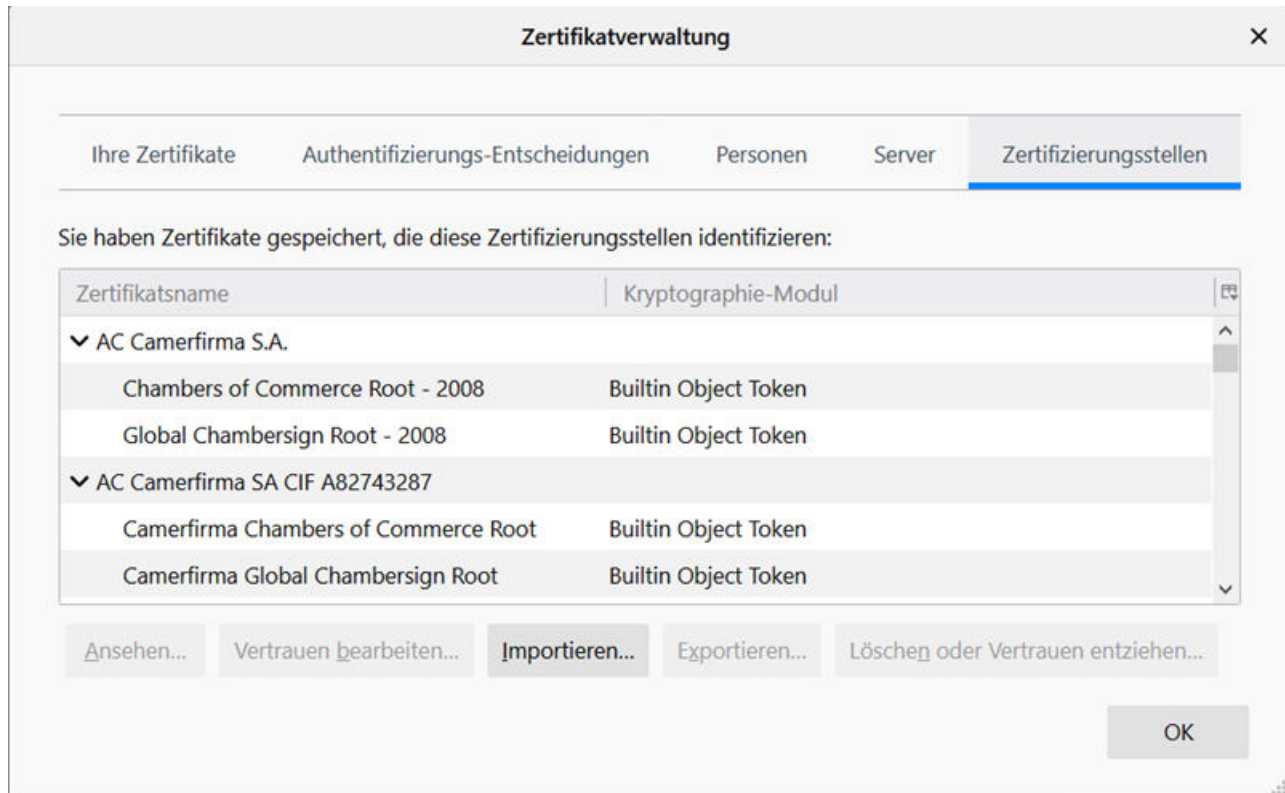 Zertifikatverwaltung
Ihre Zertifikate Authentifizierungs-Entscheidungen Personen Server Zertifizierungsstellen
Sie haben Zertifikate gespeichert, die diese Zertifizierungsstellen identifizieren:
Zertifikatsname Kryptographie-Modul
AC Camerfirma S.A.
Chambers of Commerce Root - 2008 Builtin Object Token
Global Chambersign Root - 2008 Builtin Object Token
AC Camerfirma SA CIF A82743287
Camerfirma Chambers of Commerce Root Builtin Object Token
Camerfirma Global Chambersign Root Builtin Object Token
Ansehen... Vertrauen bearbeiten... Importieren... Exportieren... Löschen oder Vertrauen entziehen...
OK